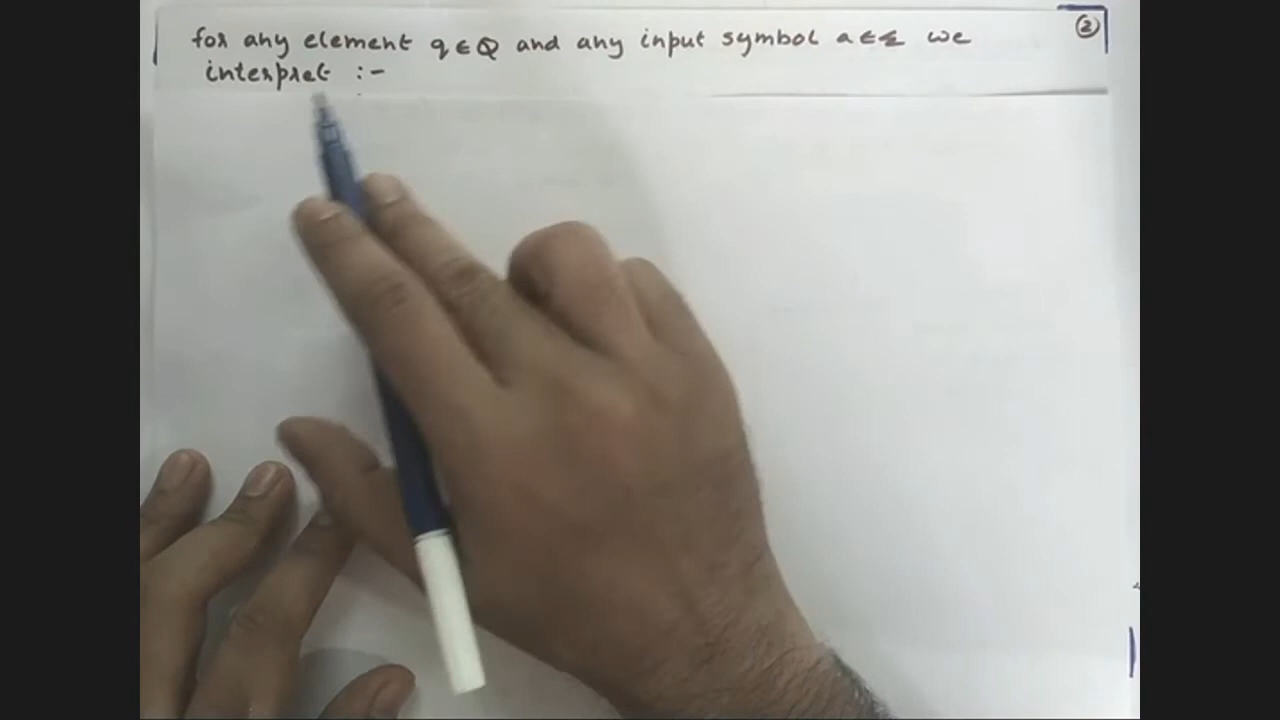 for any element q ∈ Q and any input symbol a ∈ Σ we
interpret :-
②